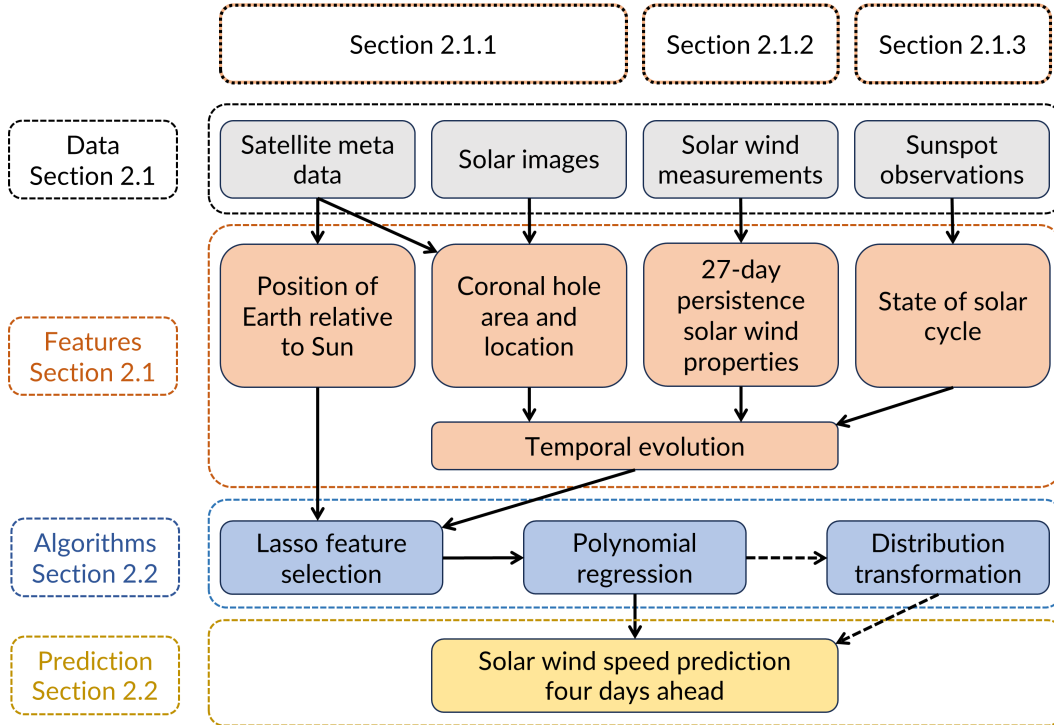 Section 2.1.1
Section 2.1.2
Section 2.1.3
Data
Section 2.1
Satellite meta
data
Solar images
Solar wind
measurements
Sunspot
observations
Features
Section 2.1
Position of
Earth relative
to Sun
Coronal hole
area and
location
27-day
persistence
solar wind
properties
State of solar
cycle
Temporal evolution
Algorithms
Section 2.2
Lasso feature
selection
Polynomial
regression
Distribution
transformation
Prediction
Section 2.2
Solar wind speed prediction
four days ahead